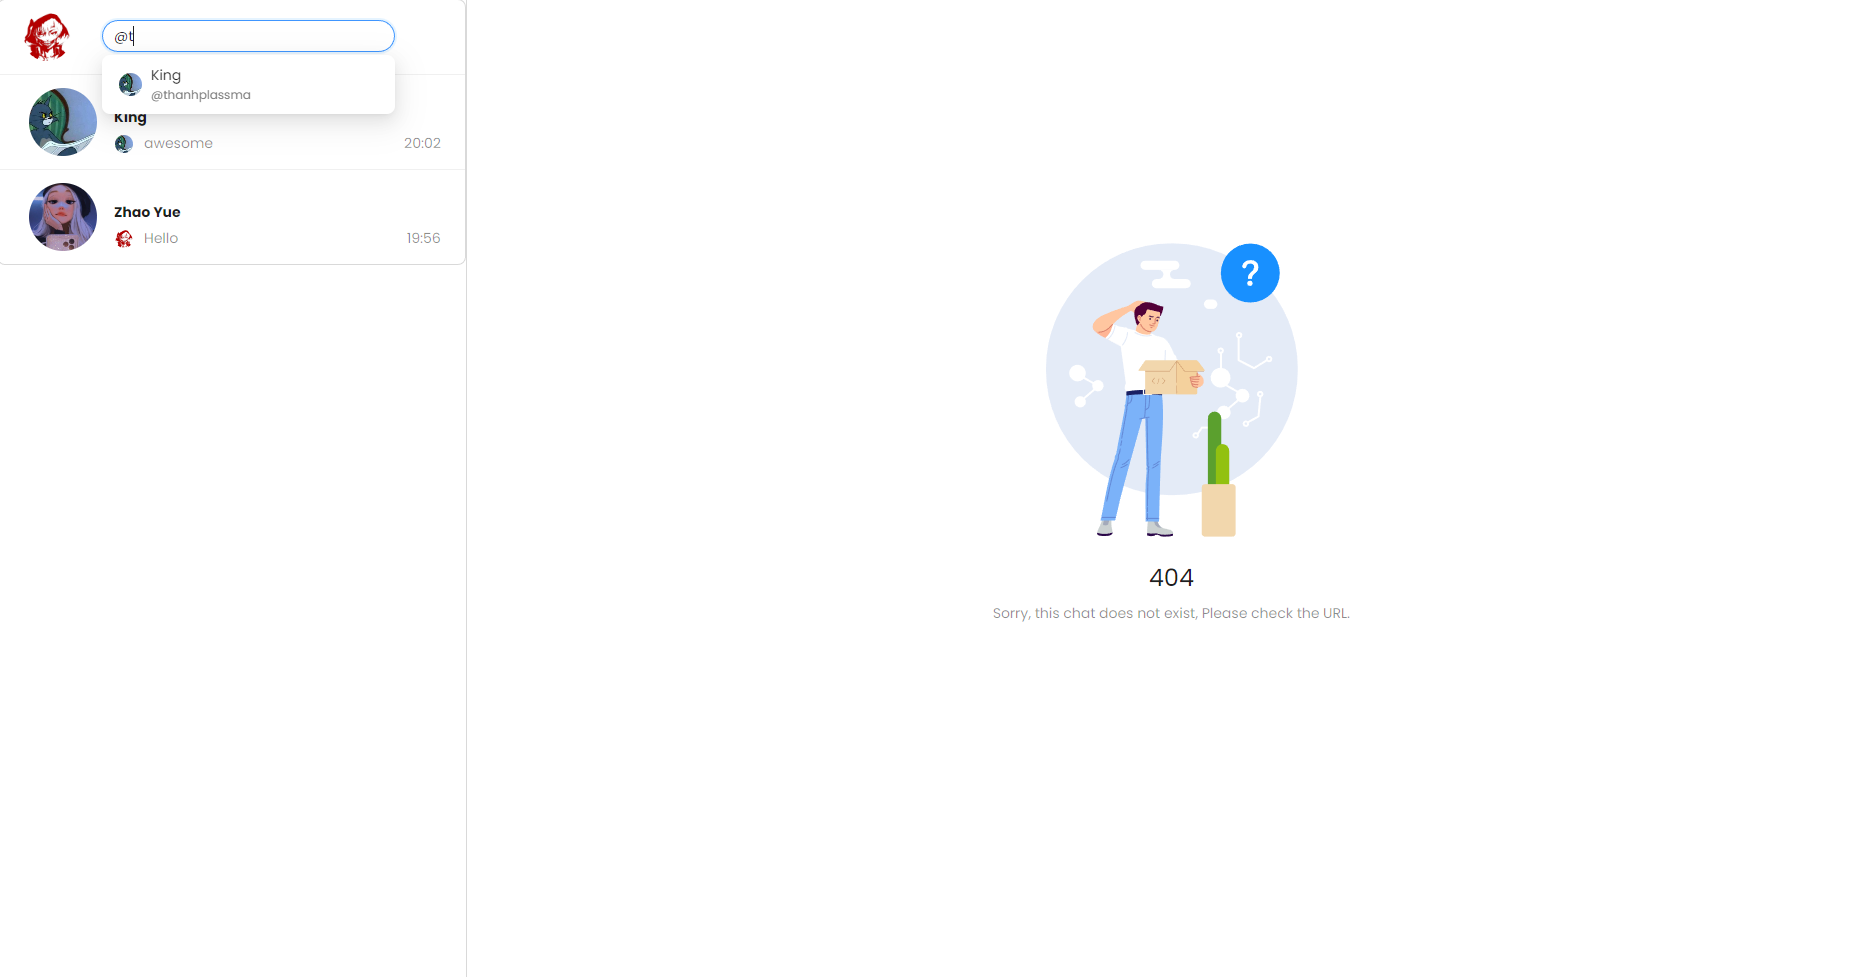 @t
King
@thanhplassma
King
awesome
20:02
Zhao Yue
Hello
19:56
?
</>
404
Sorry, this chat does not exist, Please check the URL.